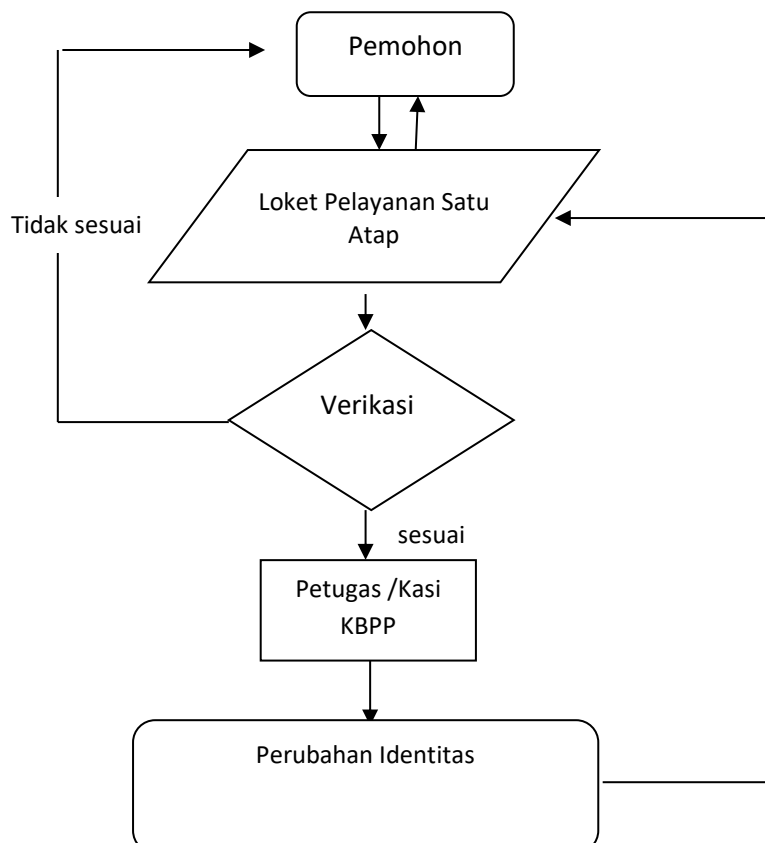 Pemohon
Loket Pelayanan Satu
Atap
Tidak sesuai
Verikasi
sesuai
Petugas /Kasi
KBPP
Perubahan Identitas